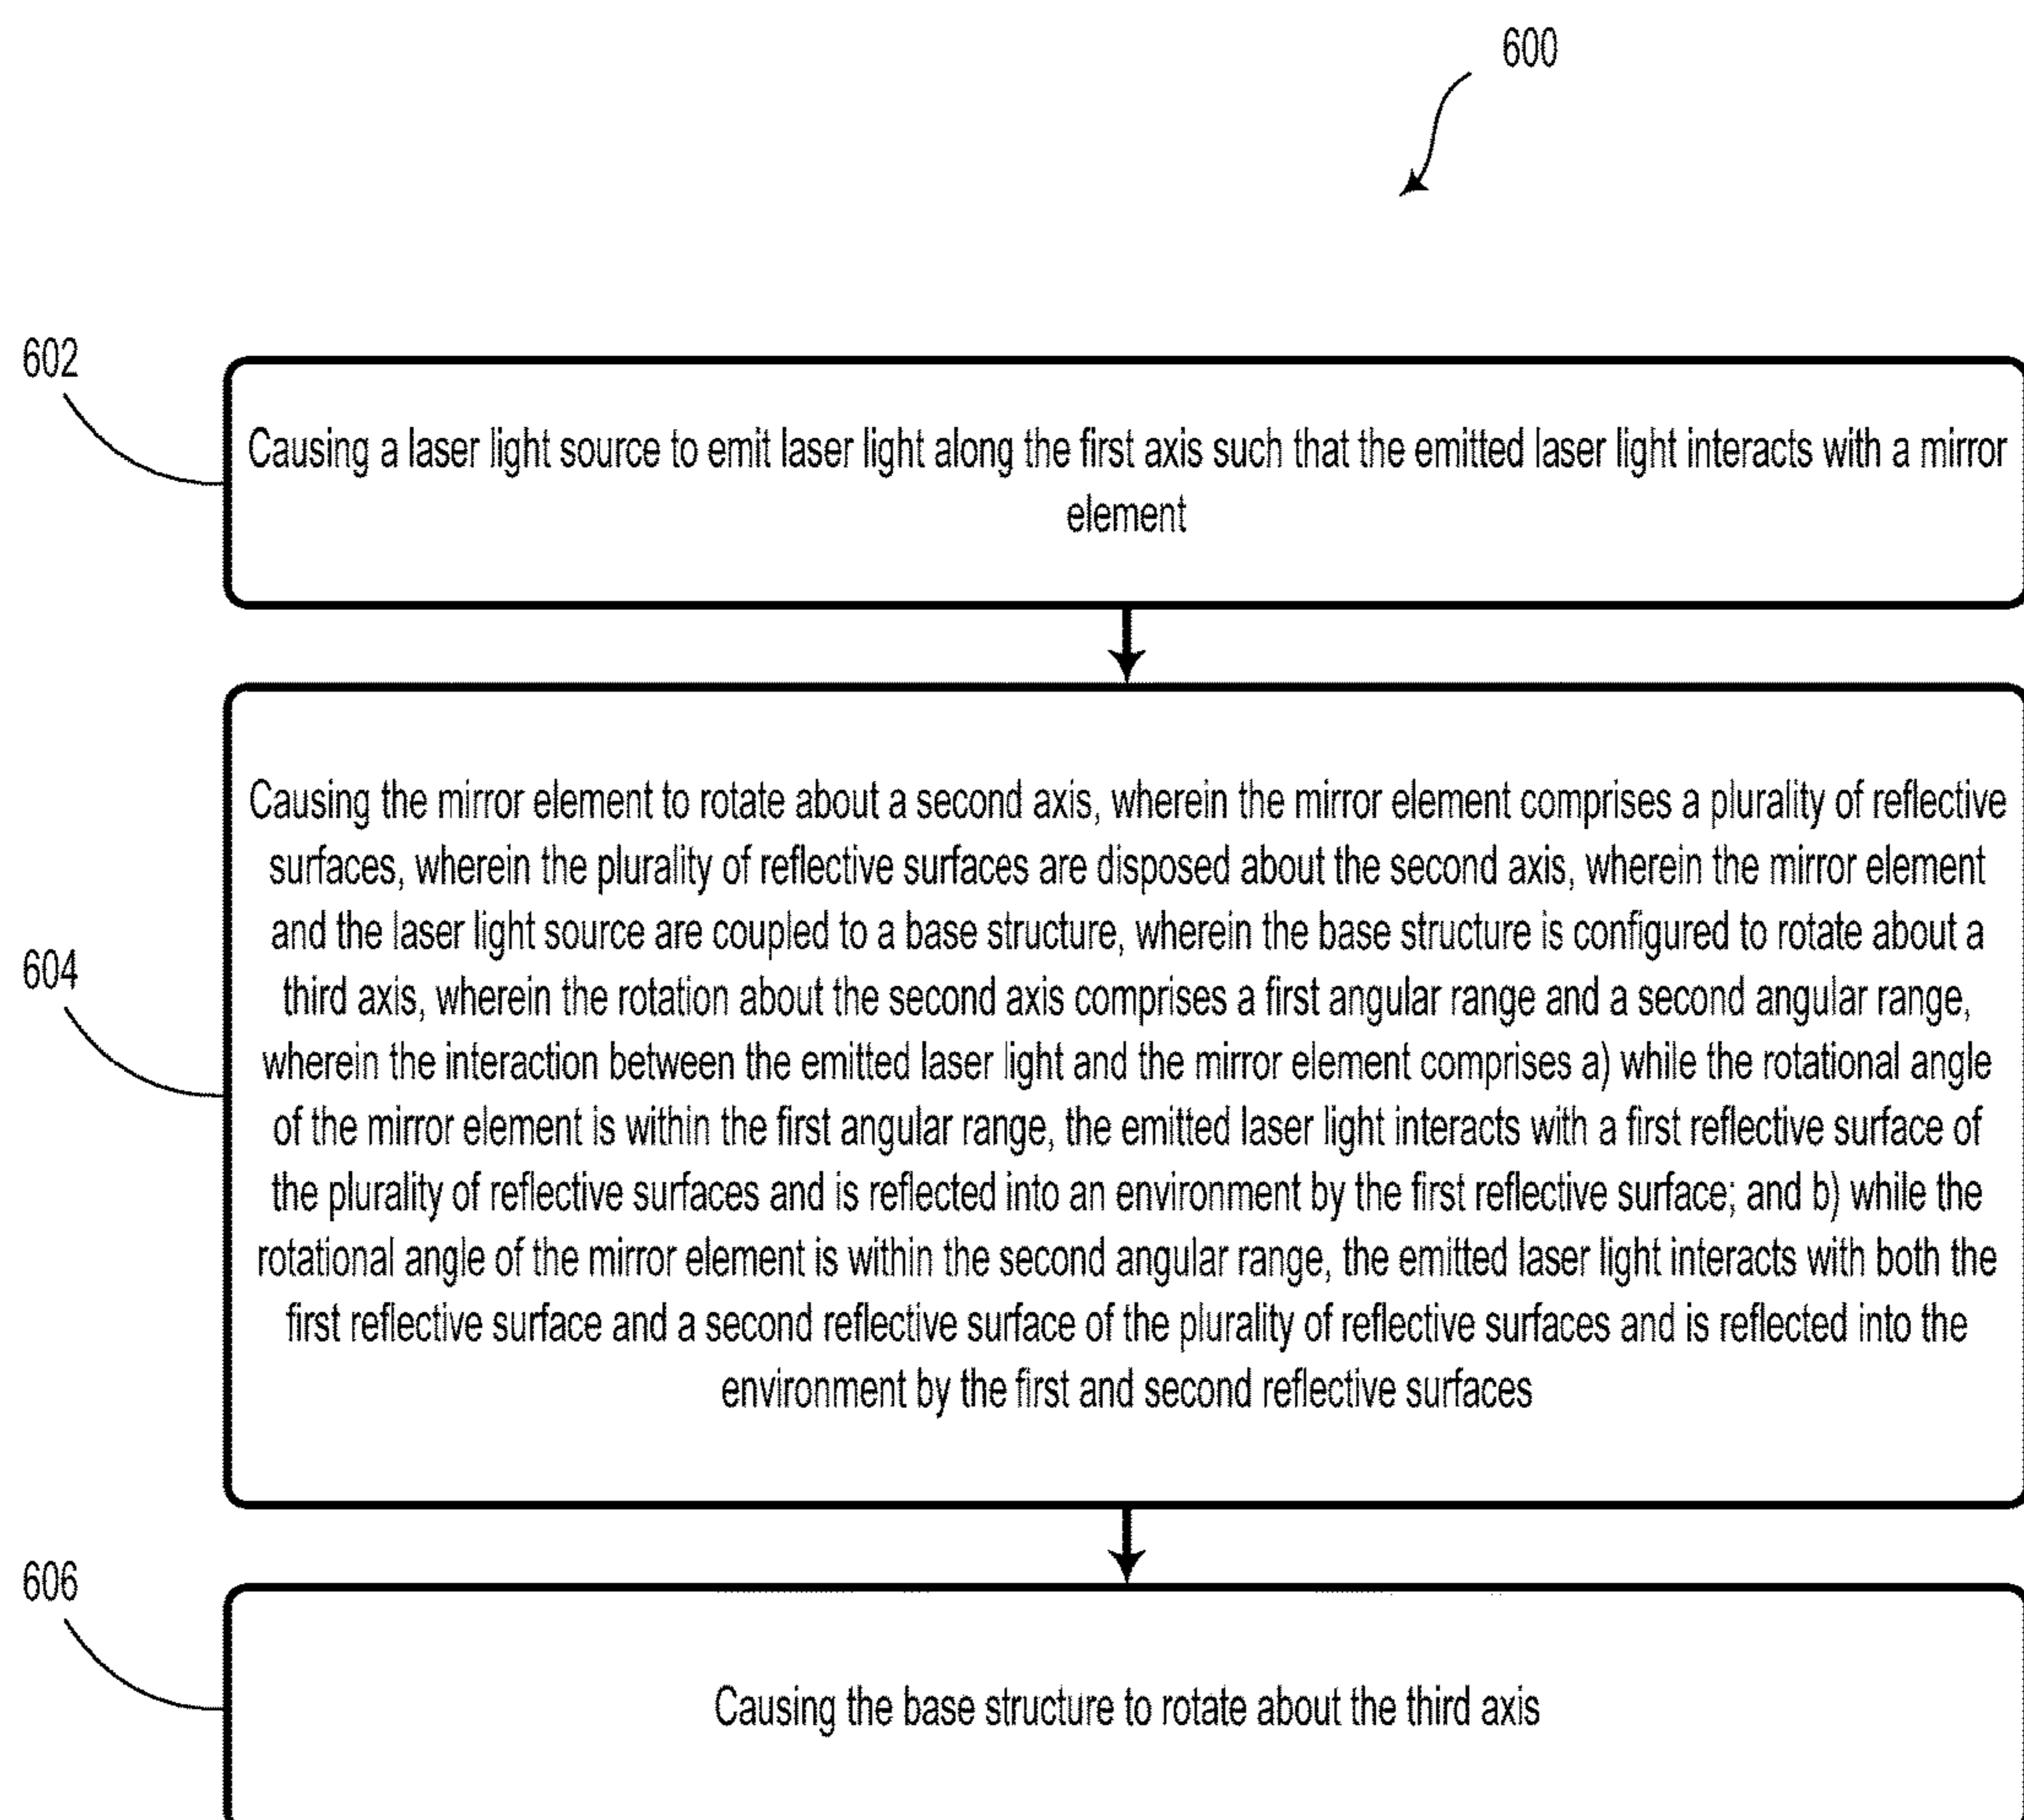 600
602
Causing a laser light source to emit laser light along the first axis such that the emitted laser light interacts with a mirror
element
604
Causing the mirror element to rotate about a second axis, wherein the mirror element comprises a plurality of reflective
surfaces, wherein the plurality of reflective surfaces are disposed about the second axis, wherein the mirror element
and the laser light source are coupled to a base structure, wherein the base structure is configured to rotate about a
third axis, wherein the rotation about the second axis comprises a first angular range and a second angular range,
wherein the interaction between the emitted laser light and the mirror element comprises a) while the rotational angle
of the mirror element is within the first angular range, the emitted laser light interacts with a first reflective surface of
the plurality of reflective surfaces and is reflected into an environment by the first reflective surface; and b) while the
rotational angle of the mirror element is within the second angular range, the emitted laser light interacts with both the
first reflective surface and a second reflective surface of the plurality of reflective surfaces and is reflected into the
environment by the first and second reflective surfaces
606
Causing the base structure to rotate about the third axis